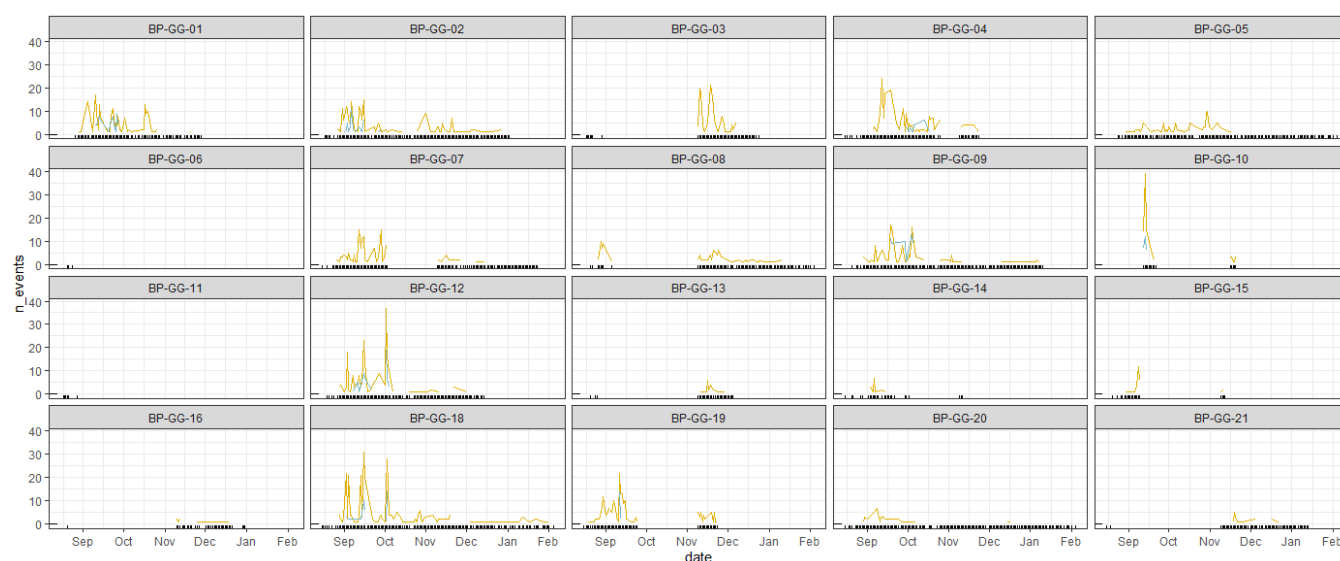 BP-GG-01 BP-GG-02 BP-GG-03 BP-GG-04 BP-GG-05
40
30
20
10
0
BP-GG-06 BP-GG-07 BP-GG-08 BP-GG-09 BP-GG-10
40
30
20
10
0
n_events
BP-GG-11 BP-GG-12 BP-GG-13 BP-GG-14 BP-GG-15
40
30
20
10
0
BP-GG-16 BP-GG-18 BP-GG-19 BP-GG-20 BP-GG-21
40
30
20
10
0
Sep Oct Nov Dec Jan Feb Sep Oct Nov Dec Jan Feb Sep Oct Nov Dec Jan Feb Sep Oct Nov Dec Jan Feb Sep Oct Nov Dec Jan Feb
date